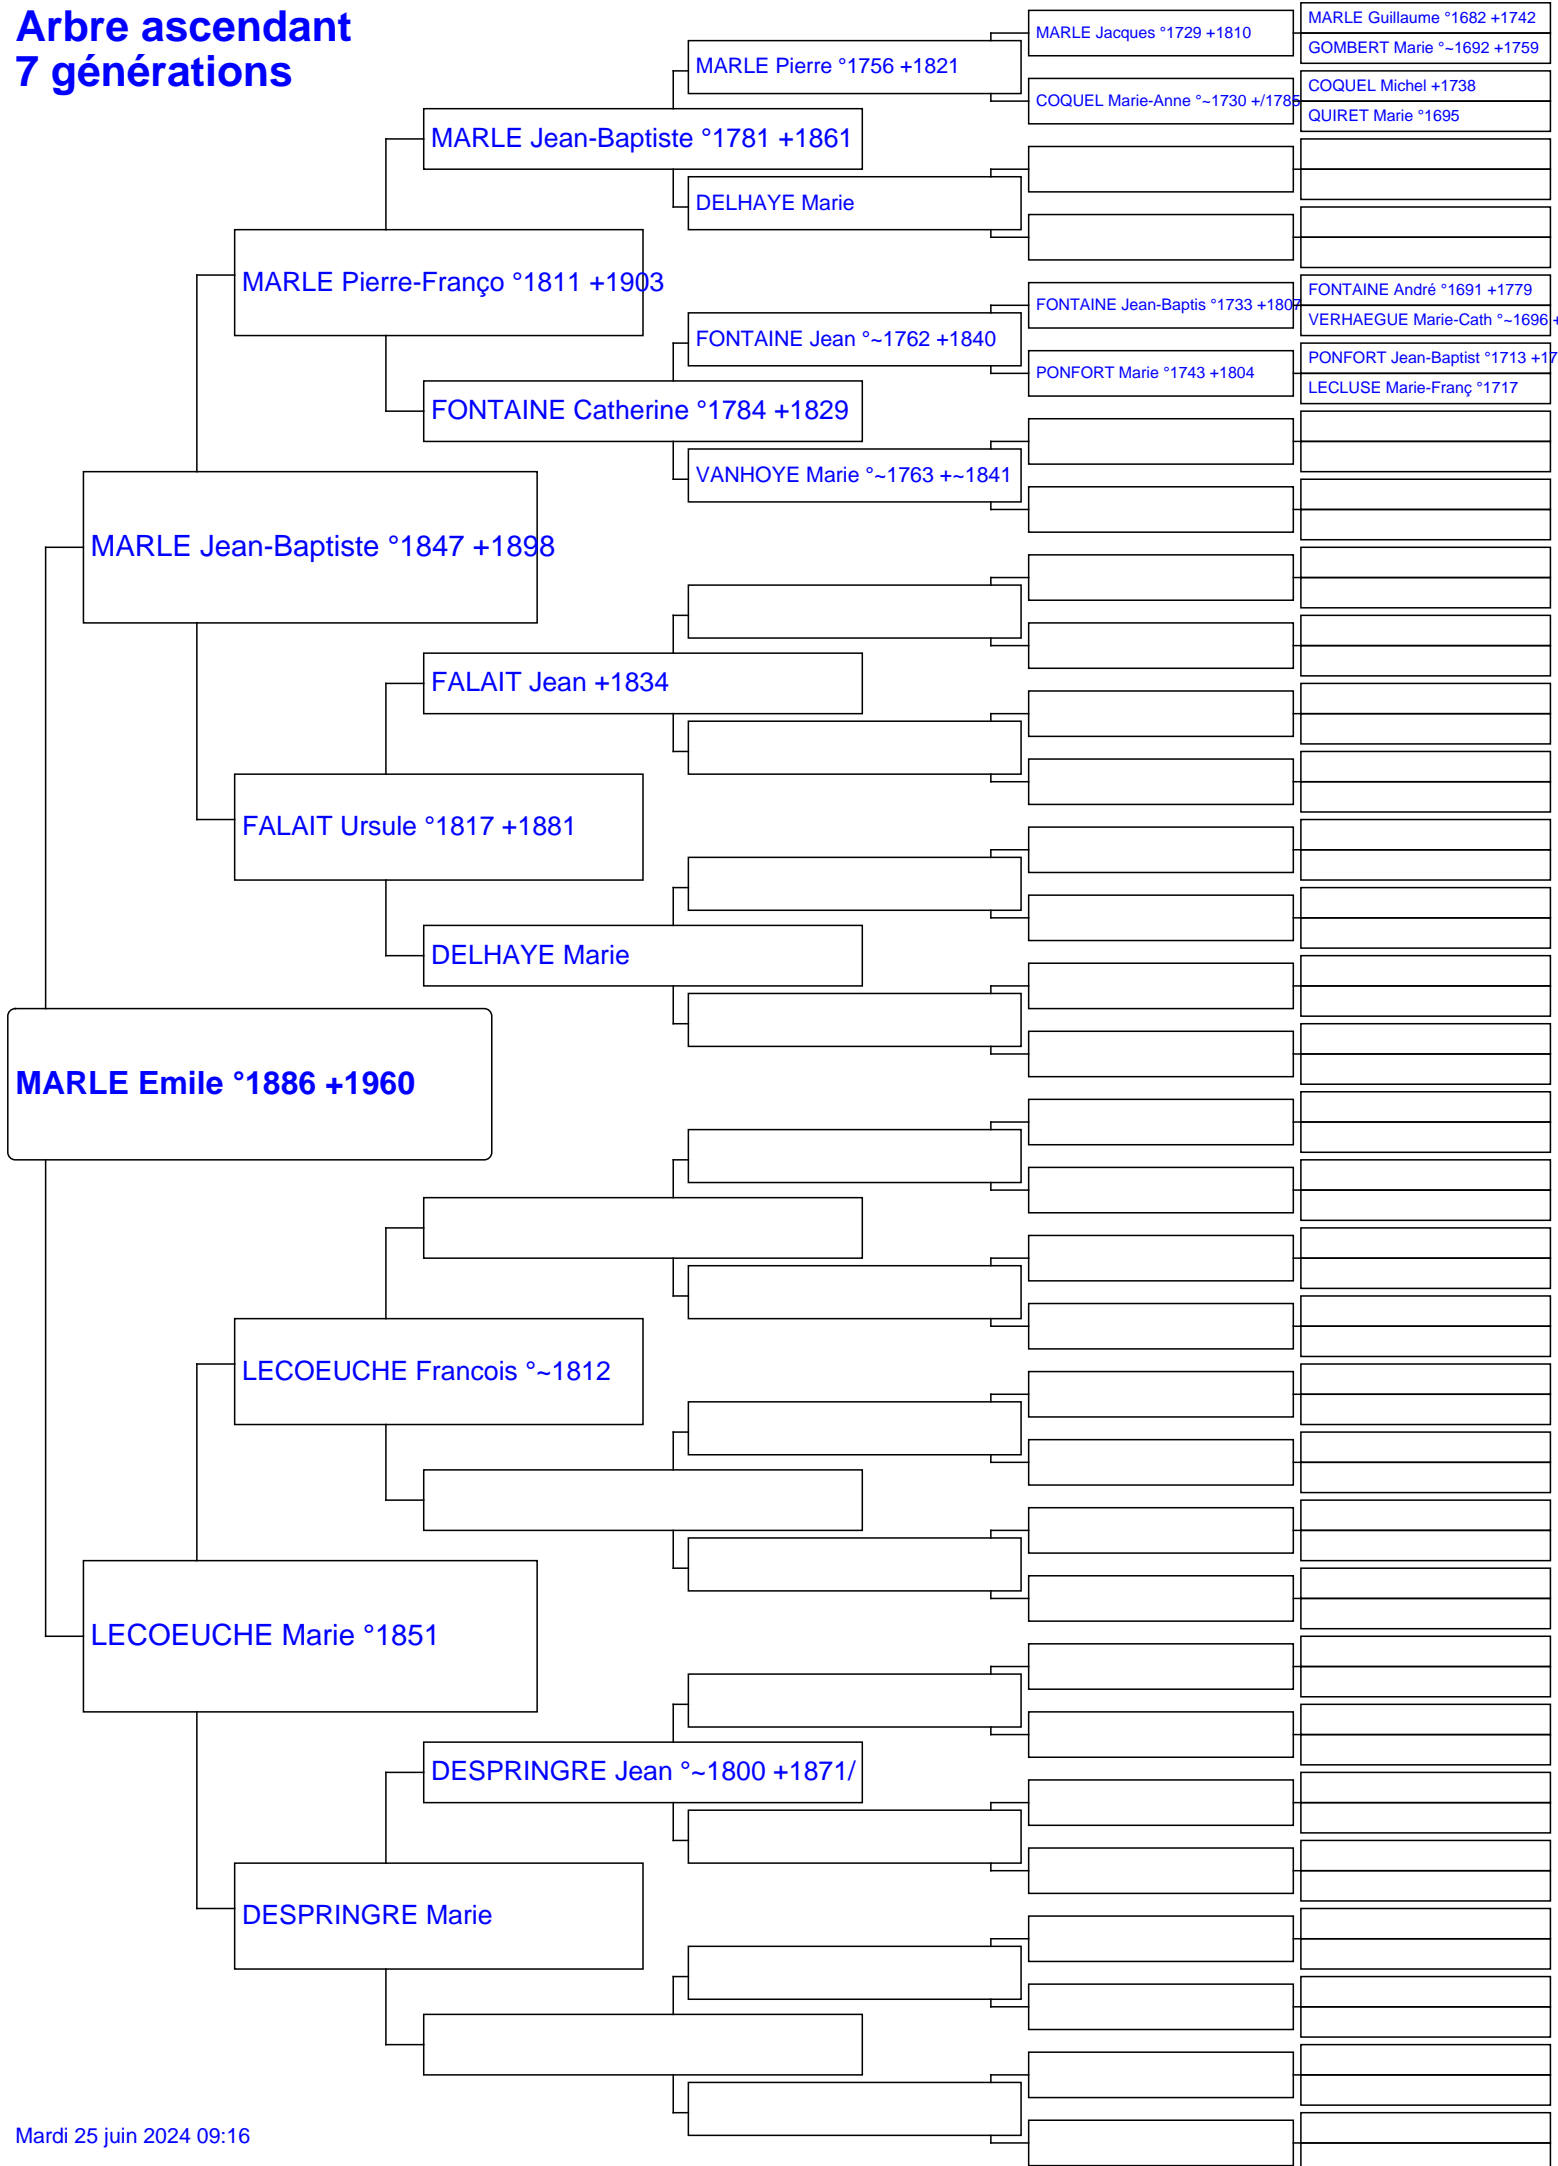 Arbre ascendant
7 générations
MARLE Guillaume °1682 +1742
MARLE Jacques °1729 +1810
GOMBERT Marie °~1692 +1759
MARLE Pierre °1756 +1821
COQUEL Michel +1738
COQUEL Marie-Anne °~1730 +/1785
QUIRET Marie °1695
MARLE Jean-Baptiste °1781 +1861
DELHAYE Marie
MARLE Pierre-Franço °1811 +1903
FONTAINE André °1691 +1779
FONTAINE Jean-Baptis °1733 +1807
VERHAEGUE Marie-Cath °~1696 +
FONTAINE Jean °~1762 +1840
PONFORT Jean-Baptist °1713 +17
PONFORT Marie °1743 +1804
LECLUSE Marie-Franç °1717
FONTAINE Catherine °1784 +1829
VANHOYE Marie °~1763 +~1841
MARLE Jean-Baptiste °1847 +1898
FALAIT Jean +1834
FALAIT Ursule °1817 +1881
DELHAYE Marie
MARLE Emile °1886 +1960
LECOEUCHE Francois °~1812
LECOEUCHE Marie °1851
DESPRINGRE Jean °~1800 +1871/
DESPRINGRE Marie
Mardi 25 juin 2024 09:16